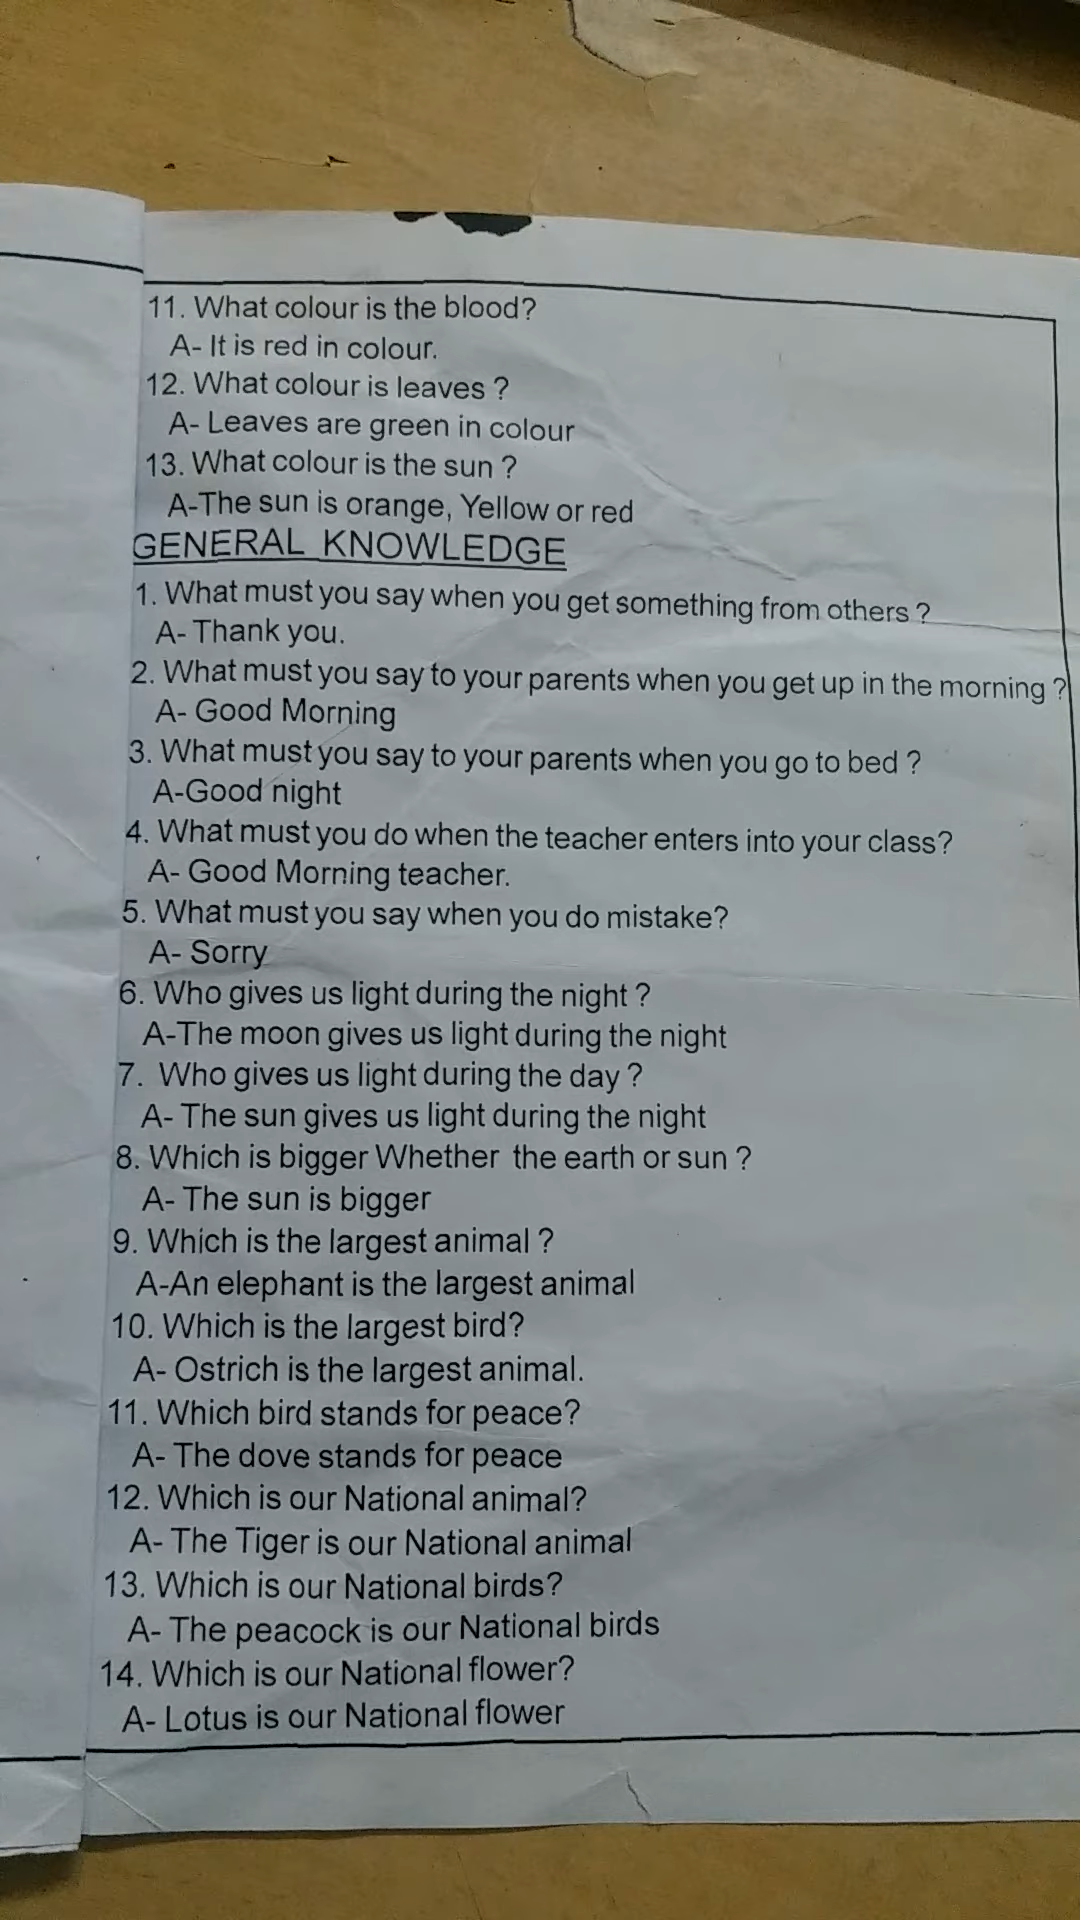 11. What colour is the blood?
A- It is red in colour.
12. What colour is leaves ?
A- Leaves are green in colour
13. What colour is the sun ?
A-The sun is orange, Yellow or red
GENERAL KNOWLEDGE
1. What must you say when you get something from others ?
A- Thank you.
2. What must you say to your parents when you get up in the morning ?
A- Good Morning
3. What must you say to your parents when you go to bed ?
A-Good night
4. What must you do when the teacher enters into your class?
A- Good Morning teacher.
5. What must you say when you do mistake?
A- Sorry
6. Who gives us light during the night ?
A-The moon gives us light during the night
7. Who gives us light during the day ?
A- The sun gives us light during the night
8. Which is bigger Whether the earth or sun ?
A- The sun is bigger
9. Which is the largest animal ?
A-An elephant is the largest animal
10. Which is the largest bird?
A- Ostrich is the largest animal.
11. Which bird stands for peace?
A- The dove stands for peace
12. Which is our National animal?
A- The Tiger is our National animal
13. Which is our National birds?
A- The peacock is our National birds
14. Which is our National flower?
A- Lotus is our National flower